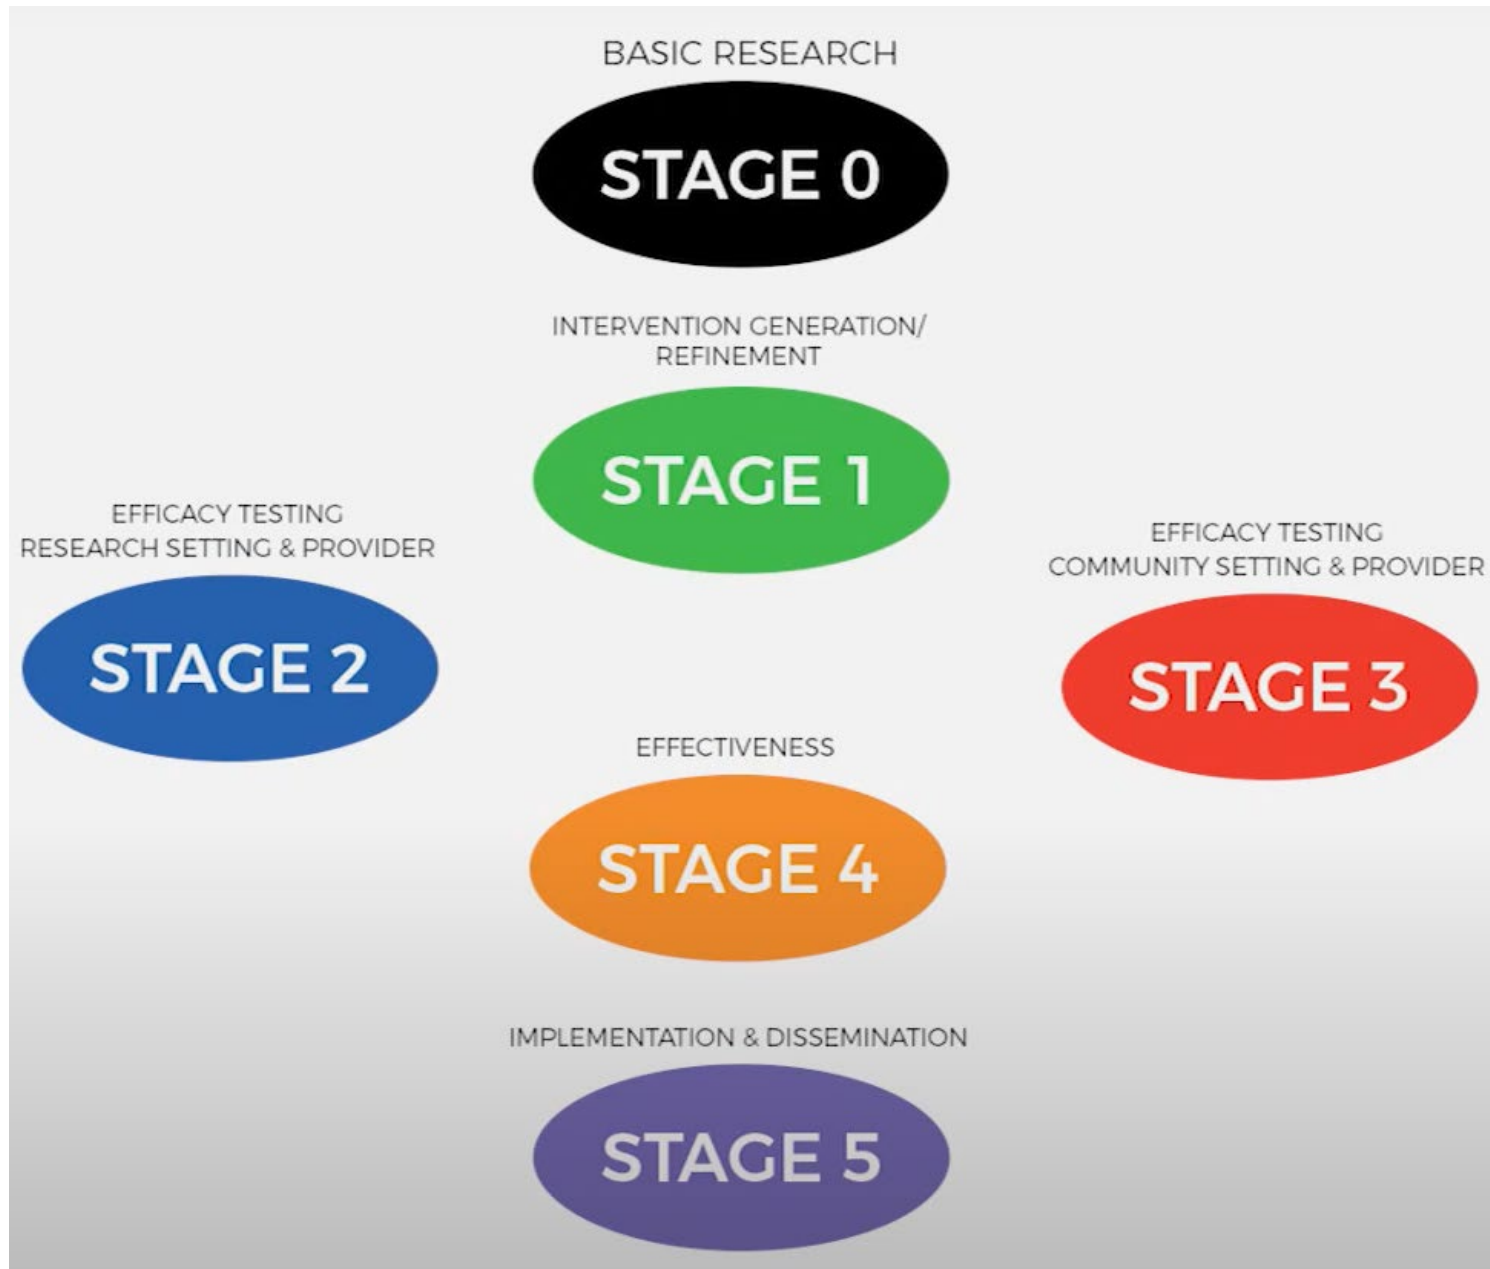 BASIC RESEARCH
STAGE 0
INTERVENTION GENERATION/
REFINEMENT
STAGE 1
EFFICACY TESTING
RESEARCH SETTING & PROVIDER
STAGE 2
EFFICACY TESTING
COMMUNITY SETTING & PROVIDER
STAGE 3
EFFECTIVENESS
STAGE 4
IMPLEMENTATION & DISSEMINATION
STAGE 5